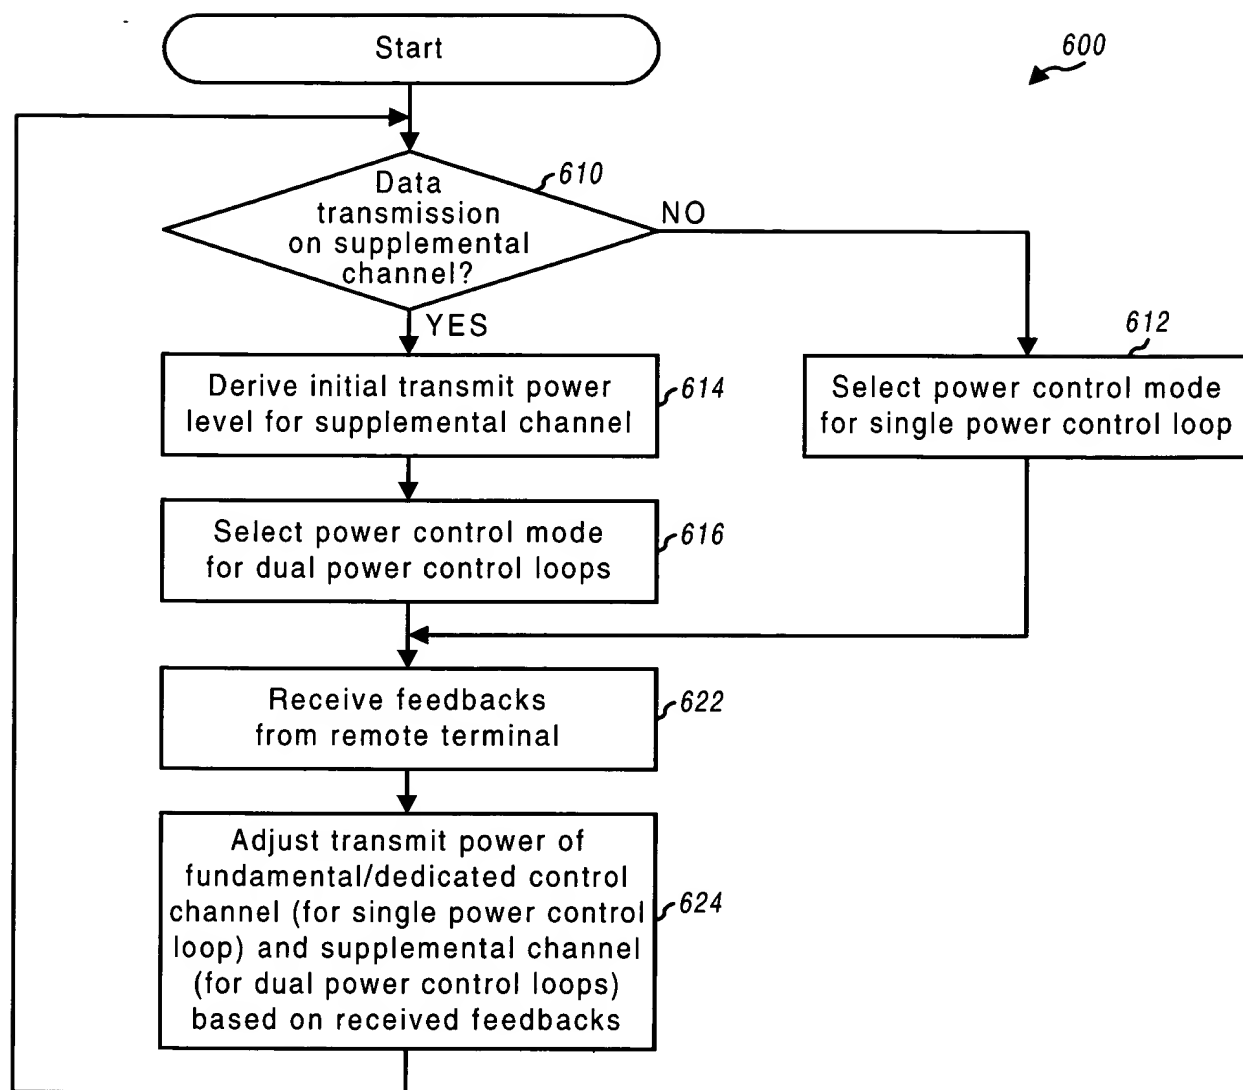 Start
600
Data
transmission
on supplemental
channel?
610
NO
YES
612
Select power control mode
for single power control loop
Derive initial transmit power
level for supplemental channel
614
Select power control mode
for dual power control loops
616
Receive feedbacks
from remote terminal
622
Adjust transmit power of
fundamental/dedicated control
channel (for single power control
loop) and supplemental channel
(for dual power control loops)
based on received feedbacks
624